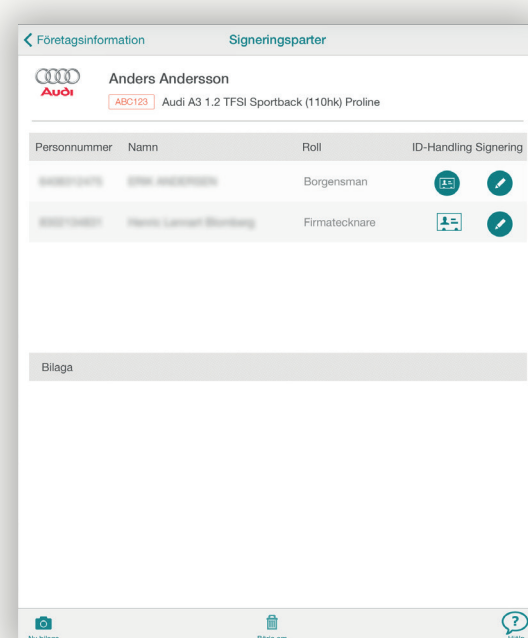 Företagsinformation Signeringsparter
Audi
Anders Andersson
ABC123 Audi A3 1.2 TFSI Sportback (110hk) Proline
Personnummer Namn Roll ID-Handling Signering
Borgensman
Firmatecknare
Bilaga